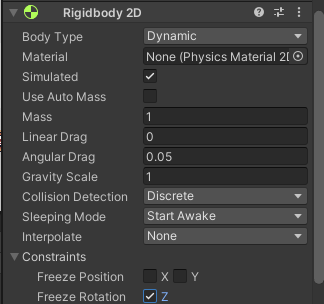 Rigidbody 2D
Body Type Dynamic
Material None (Physics Material 2D
Simulated
Use Auto Mass
Mass 1
Linear Drag 0
Angular Drag 0.05
Gravity Scale 1
Collision Detection Discrete
Sleeping Mode Start Awake
Interpolate None
Constraints
Freeze Position X Y
Freeze Rotation Z